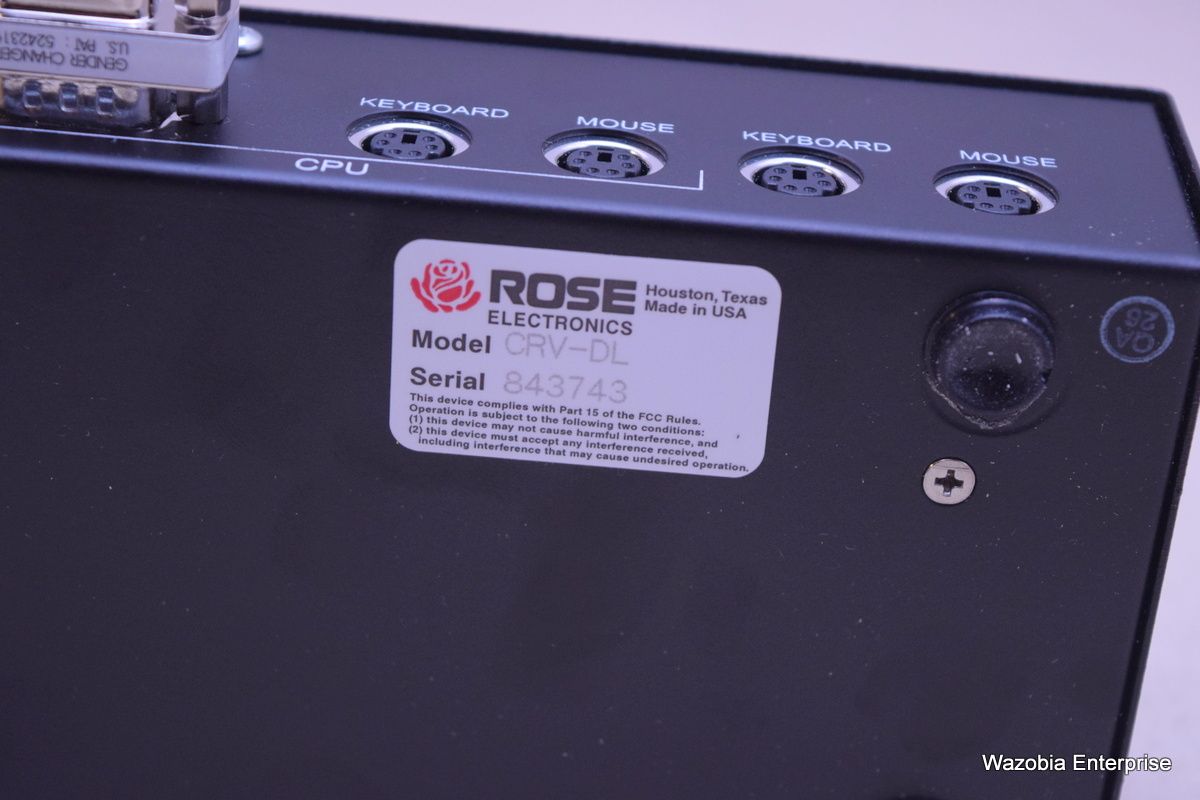 GENDER CHANGER
U.S. PAT : 524231
KEYBOARD
MOUSE
KEYBOARD
MOUSE
CPU
ROSE
ELECTRONICS
Houston, Texas
Made in USA
Model CRV-DL
Serial 843743
This device complies with Part 15 of the FCC Rules.
Operation is subject to the following two conditions:
(1) this device may not cause harmful interference, and
(2) this device must accept any interference received,
including interference that may cause undesired operation.
QA
26
Wazobia Enterprise